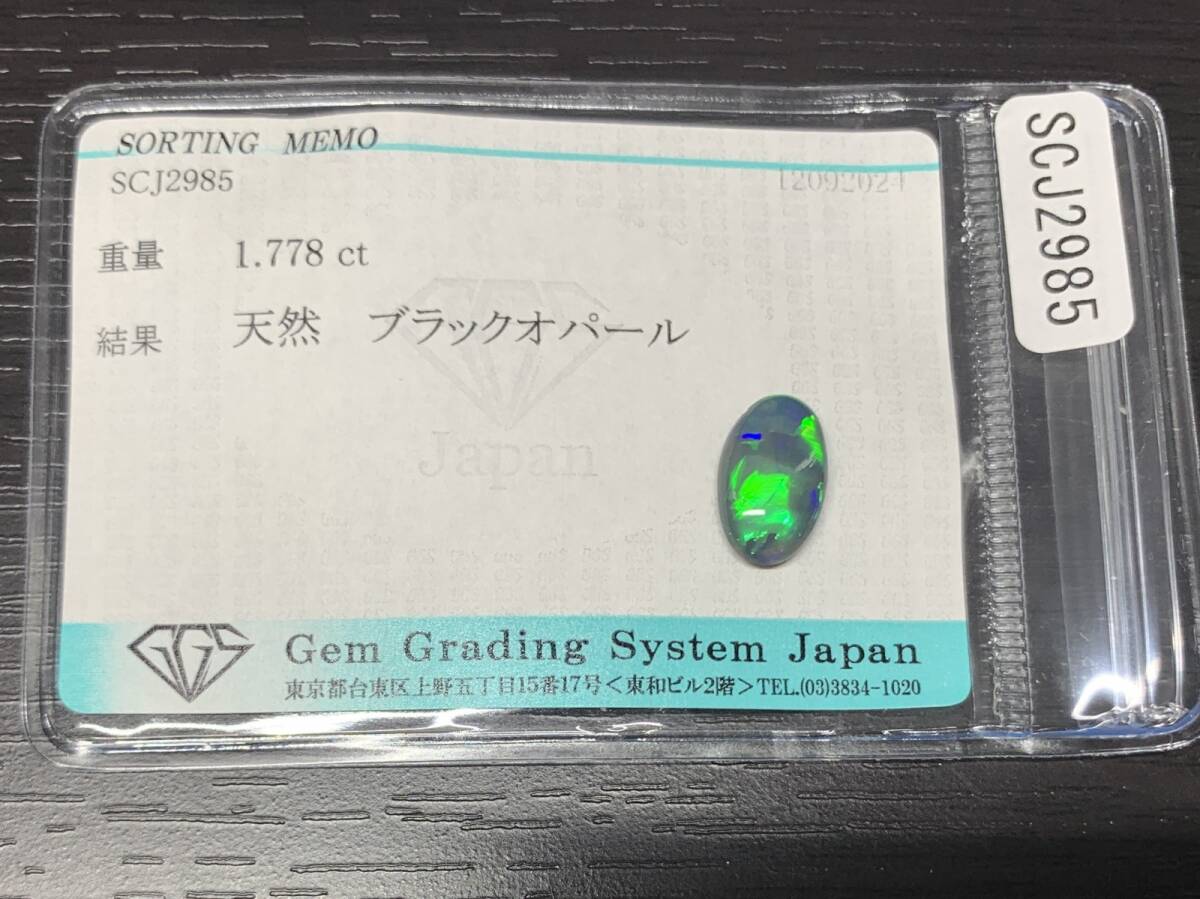 SORTING MEMO
SCJ2985
12092024
重量 1.778 ct
結果 天然 ブラックオパール
Japan
GGS
Gem Grading System Japan
東京都台東区上野五丁目15番17号＜東和ビル2階＞TEL.(03)3834-1020
SCJ2985